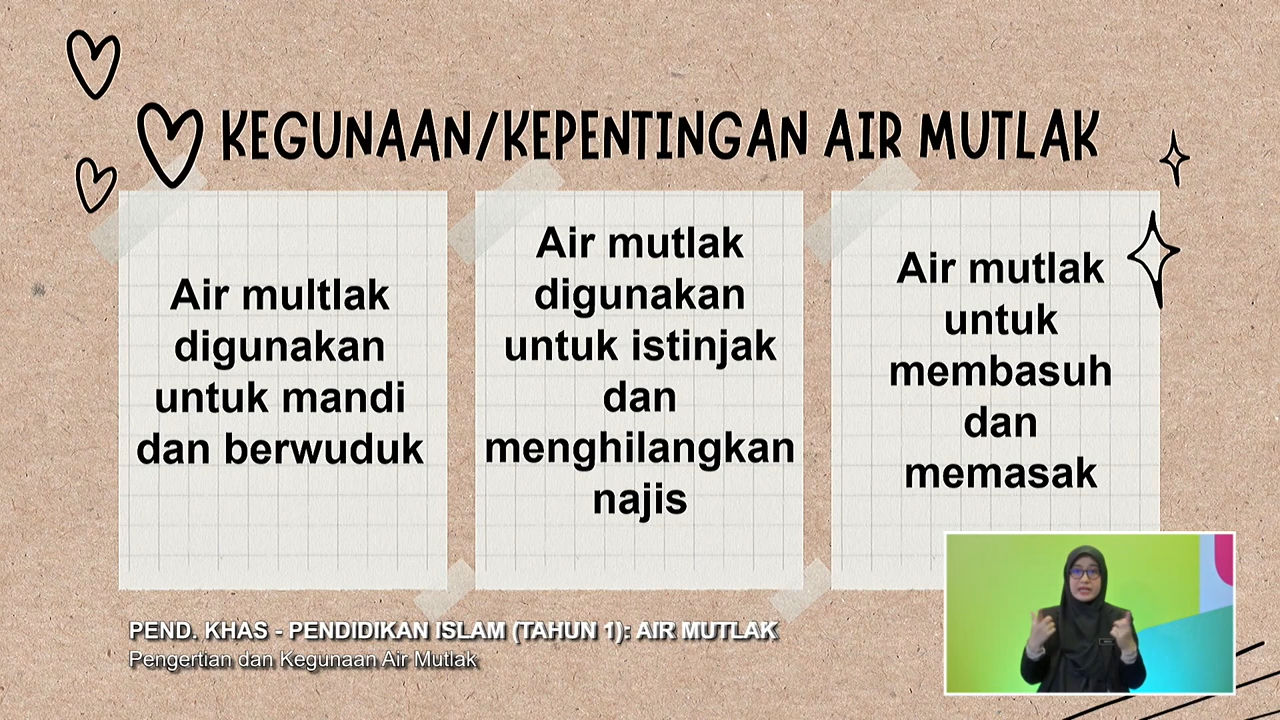 KEGUNAAN/KEPENTINGAN AIR MUTLAK
Air multlak
digunakan
untuk mandi
dan berwuduk
Air mutlak
digunakan
untuk istinjak
dan
menghilangkan
najis
Air mutlak
untuk
membasuh
dan
memasak
PEND. KHAS - PENDIDIKAN ISLAM (TAHUN 1): AIR MUTLAK
Pengertian dan Kegunaan Air Mutlak